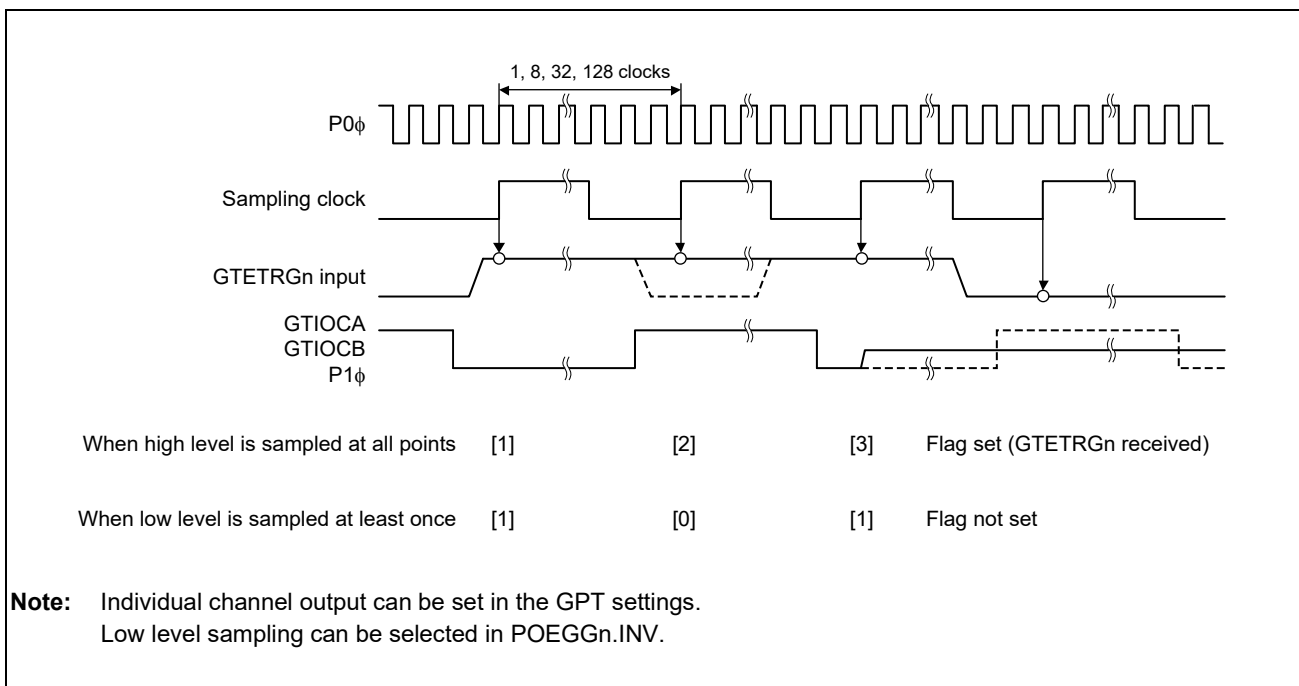 1, 8, 32, 128 clocks
P0ϕ
Sampling clock
GTETRGn input
GTIOCA
GTIOCB
P1ϕ
When high level is sampled at all points [1] [2] [3] Flag set (GTETRGn received)
When low level is sampled at least once [1] [0] [1] Flag not set
Note: Individual channel output can be set in the GPT settings.
Low level sampling can be selected in POEGGn.INV.